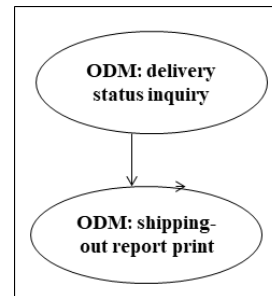 ODM: delivery
status inquiry
ODM: shipping-
out report print